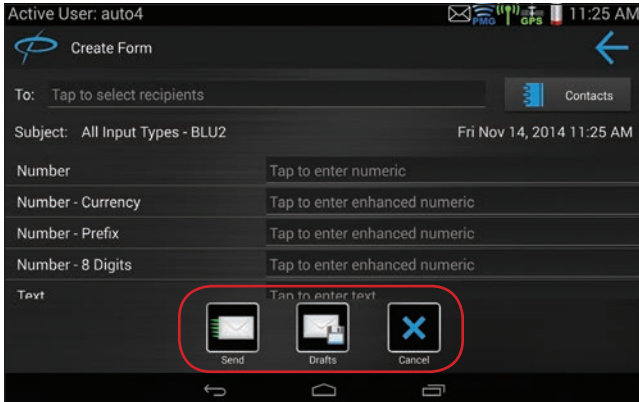 Active User: auto4 PMG GPS 11:25 AM
Create Form
To: Tap to select recipients Contacts
Subject: All Input Types - BLU2 Fri Nov 14, 2014 11:25 AM
Number Tap to enter numeric
Number - Currency Tap to enter enhanced numeric
Number - Prefix Tap to enter enhanced numeric
Number - 8 Digits Tap to enter enhanced numeric
Text Tap to enter text
Send Drafts Cancel